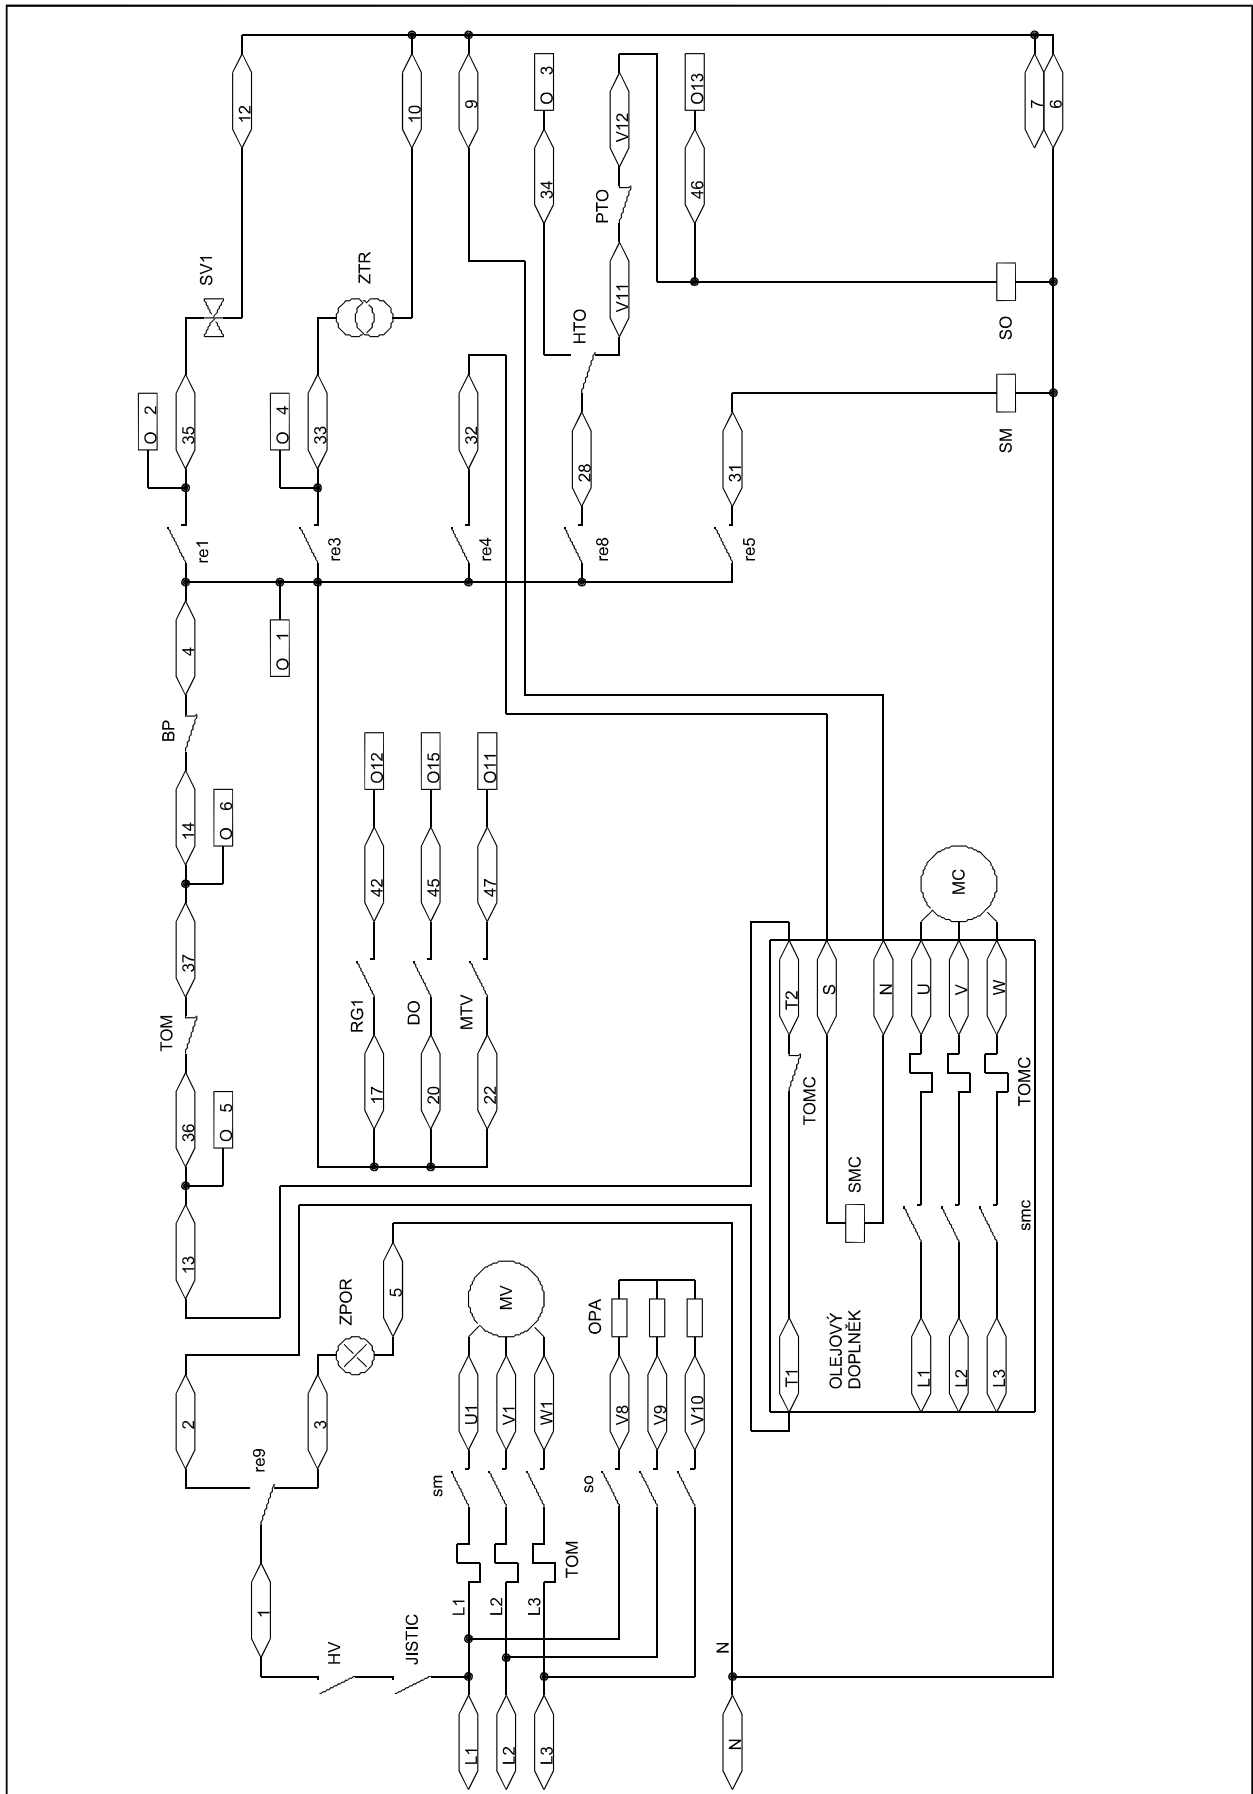 O 2
TOM
BP
2
13
36
37
14
4
35
re1
SV1
O 5
O 6
12
1
re9
O 1
O 4
HV
3
ZPOR
re3
33
RG1
ZTR
17
42
O12
5
JISTIC
DO
10
20
45
O15
sm
L1
MTV
L1
U1
32
9
22
47
O11
re4
L2
L2
V1
MV
L3
L3
W1
34
O 3
TOM
HTO
so
OPA
28
re8
PTO
V8
V11
V12
V9
V10
46
O13
N
N
31
re5
T1
T2
TOMC
OLEJOVÝ
DOPLNĚK
S
SMC
N
L1
U
L2
V
MC
L3
W
SM
SO
smc
TOMC
7
6